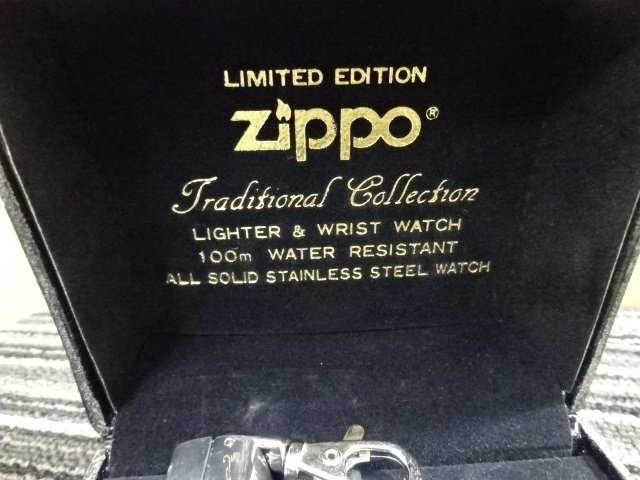 LIMITED EDITION
Zippo®
Traditional Collection
LIGHTER & WRIST WATCH
100m WATER RESISTANT
ALL SOLID STAINLESS STEEL WATCH